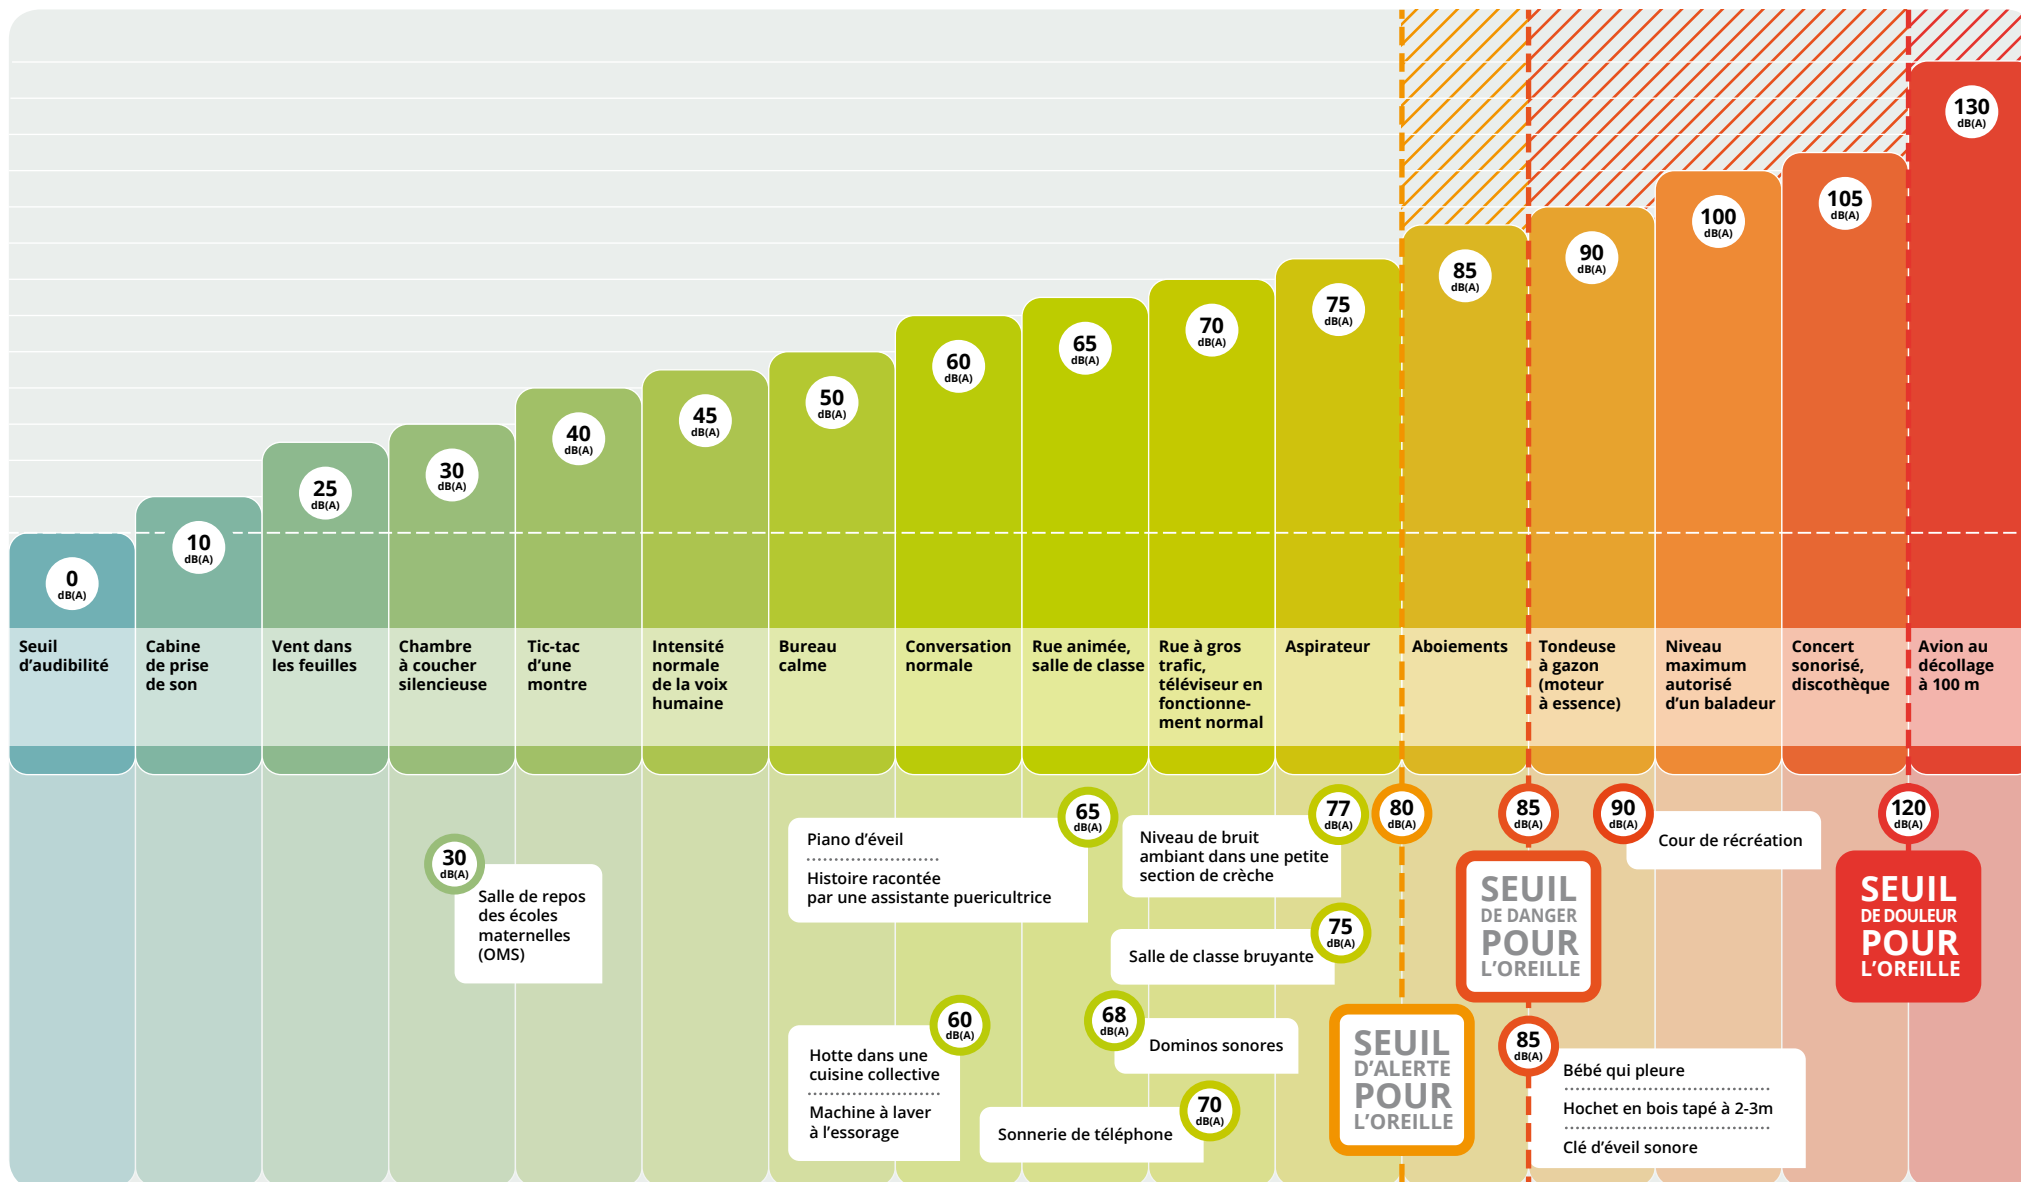 0
dB(A)
10
dB(A)
25
dB(A)
30
dB(A)
40
dB(A)
45
dB(A)
50
dB(A)
60
dB(A)
65
dB(A)
70
dB(A)
75
dB(A)
85
dB(A)
90
dB(A)
100
dB(A)
105
dB(A)
130
dB(A)
Seuil
d’audibilité
Cabine
de prise
de son
Vent dans
les feuilles
Chambre
à coucher
silencieuse
Tic-tac
d’une
montre
Intensité
normale
de la voix
humaine
Bureau
calme
Conversation
normale
Rue animée,
salle de classe
Rue à gros
trafic,
téléviseur en
fonctionne-
ment normal
Aspirateur
Aboiements
Tondeuse
à gazon
(moteur
à essence)
Niveau
maximum
autorisé
d’un baladeur
Concert
sonorisé,
discothèque
Avion au
décollage
à 100 m
30
dB(A)
Salle de repos
des écoles
maternelles
(OMS)
65
dB(A)
Piano d’éveil
Histoire racontée
par une assistante puericultrice
77
dB(A)
Niveau de bruit
ambiant dans une petite
section de crèche
75
dB(A)
Salle de classe bruyante
60
dB(A)
Hotte dans une
cuisine collective
Machine à laver
à l’essorage
68
dB(A)
Dominos sonores
70
dB(A)
Sonnerie de téléphone
80
dB(A)
SEUIL
D’ALERTE
POUR
L’OREILLE
85
dB(A)
SEUIL
DE DANGER
POUR
L’OREILLE
90
dB(A)
Cour de récréation
85
dB(A)
Bébé qui pleure
Hochet en bois tapé à 2-3m
Clé d’éveil sonore
120
dB(A)
SEUIL
DE DOULEUR
POUR
L’OREILLE